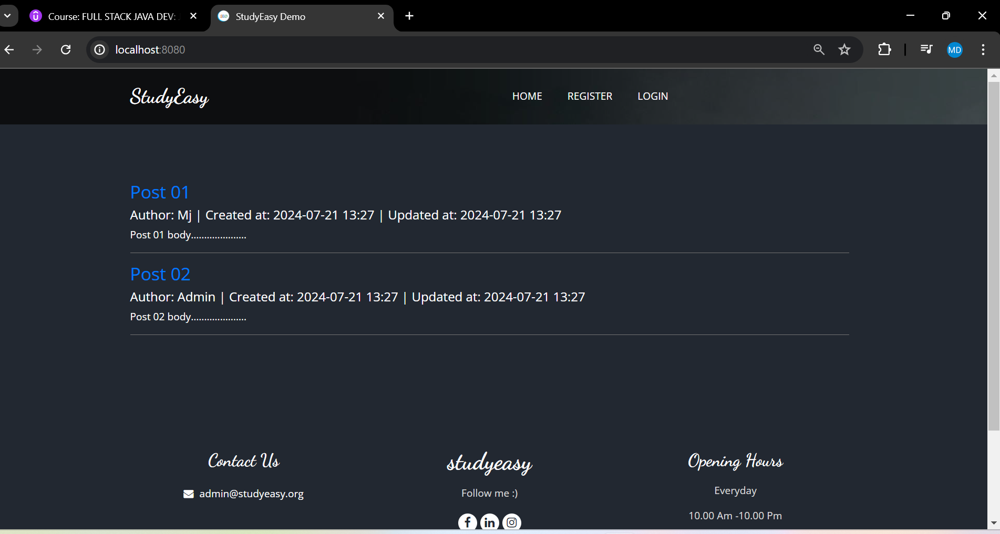 Course: FULL STACK JAVA DEV:
StudyEasy Demo
localhost:8080
MD
StudyEasy
HOME
REGISTER
LOGIN
Post 01
Author: Mj | Created at: 2024-07-21 13:27 | Updated at: 2024-07-21 13:27
Post 01 body.....................
Post 02
Author: Admin | Created at: 2024-07-21 13:27 | Updated at: 2024-07-21 13:27
Post 02 body.....................
Contact Us
admin@studyeasy.org
studyeasy
Follow me :)
Opening Hours
Everyday
10.00 Am -10.00 Pm